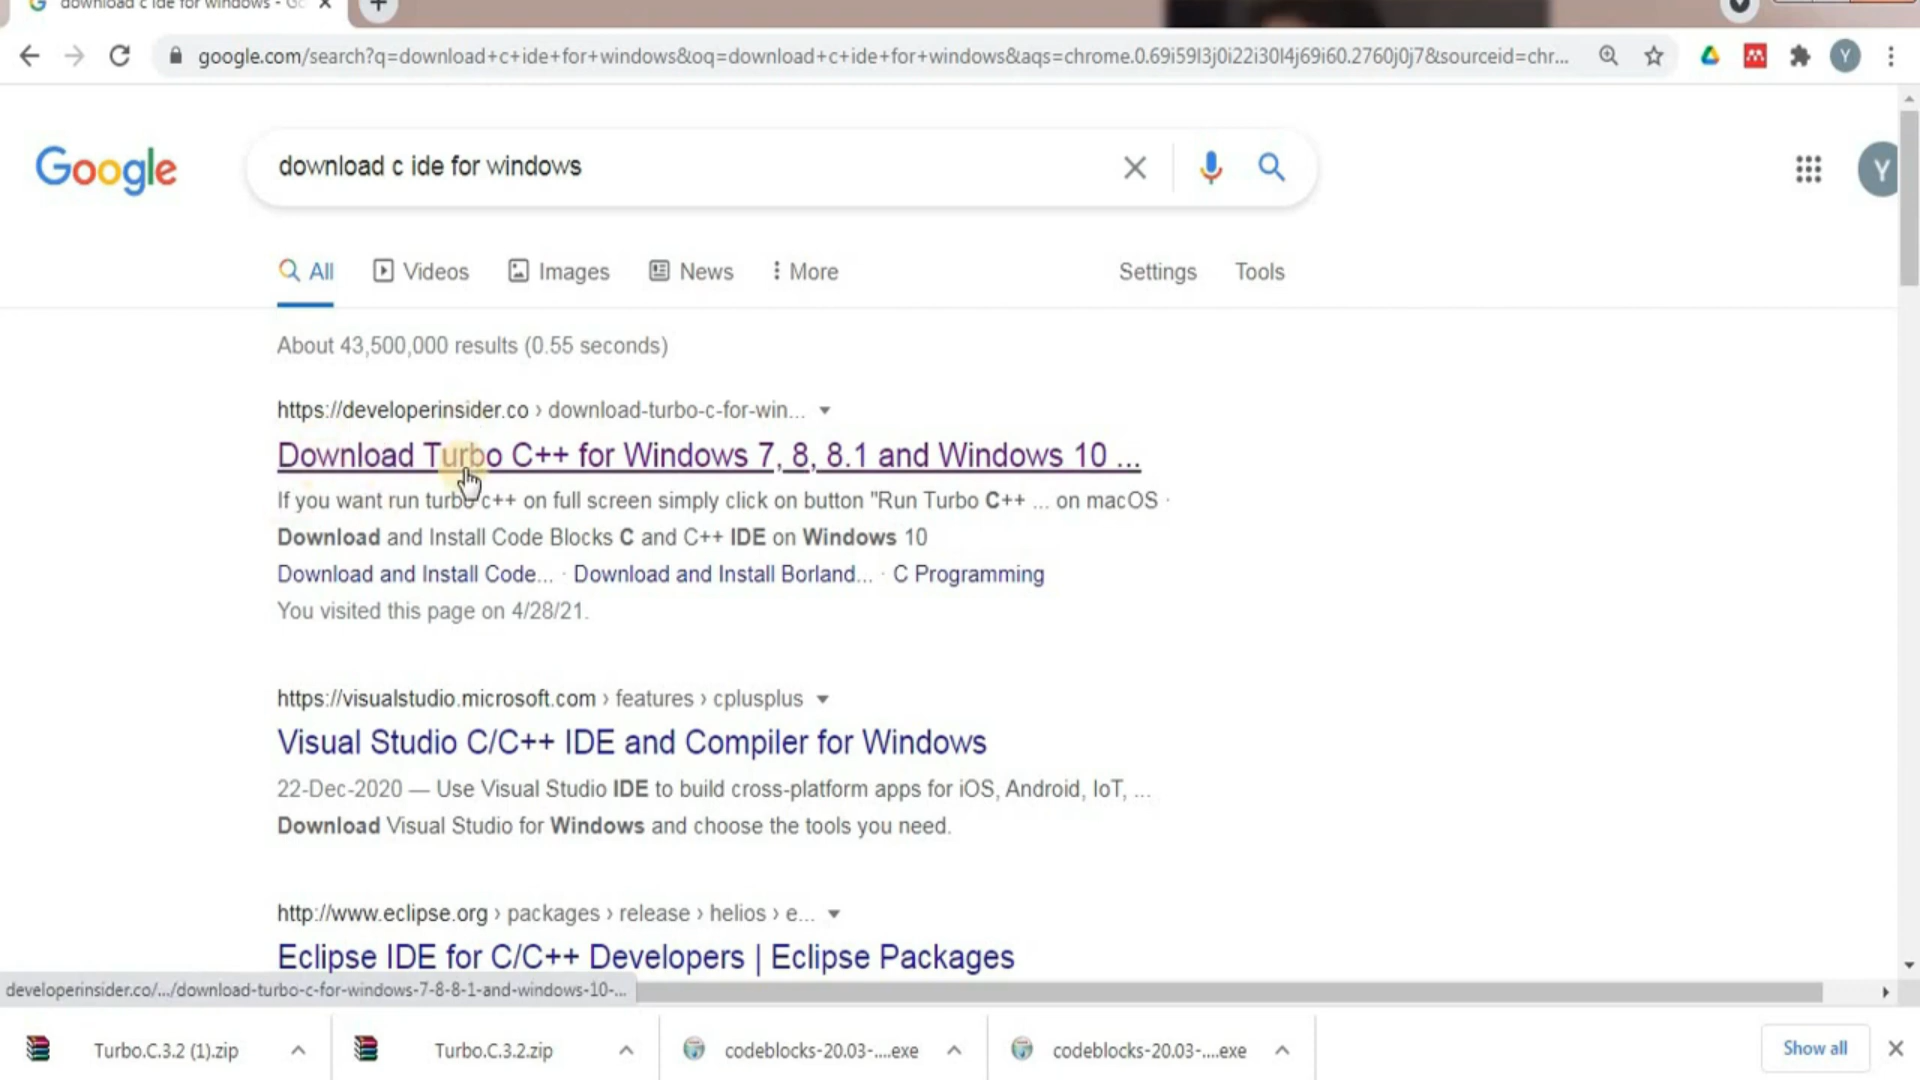 download c ide for windows - Go
google.com/search?q=download+c+ide+for+windows&oq=download+c+ide+for+windows&aqs=chrome.0.69i59l3j0i22i30l4j69i60.2760j0j7&sourceid=chr...
Y
Google
download c ide for windows
Y
All
Videos
Images
News
More
Settings
Tools
About 43,500,000 results (0.55 seconds)
https://developerinsider.co › download-turbo-c-for-win...
Download Turbo C++ for Windows 7, 8, 8.1 and Windows 10 ...
If you want run turbo c++ on full screen simply click on button "Run Turbo C++ ... on macOS ·
Download and Install Code Blocks C and C++ IDE on Windows 10
Download and Install Code... · Download and Install Borland... · C Programming
You visited this page on 4/28/21.
https://visualstudio.microsoft.com › features › cplusplus
Visual Studio C/C++ IDE and Compiler for Windows
22-Dec-2020 — Use Visual Studio IDE to build cross-platform apps for iOS, Android, IoT, ...
Download Visual Studio for Windows and choose the tools you need.
http://www.eclipse.org › packages › release › helios › e...
Eclipse IDE for C/C++ Developers | Eclipse Packages
developerinsider.co/.../download-turbo-c-for-windows-7-8-8-1-and-windows-10-...
Turbo.C.3.2 (1).zip
Turbo.C.3.2.zip
codeblocks-20.03-....exe
codeblocks-20.03-....exe
Show all